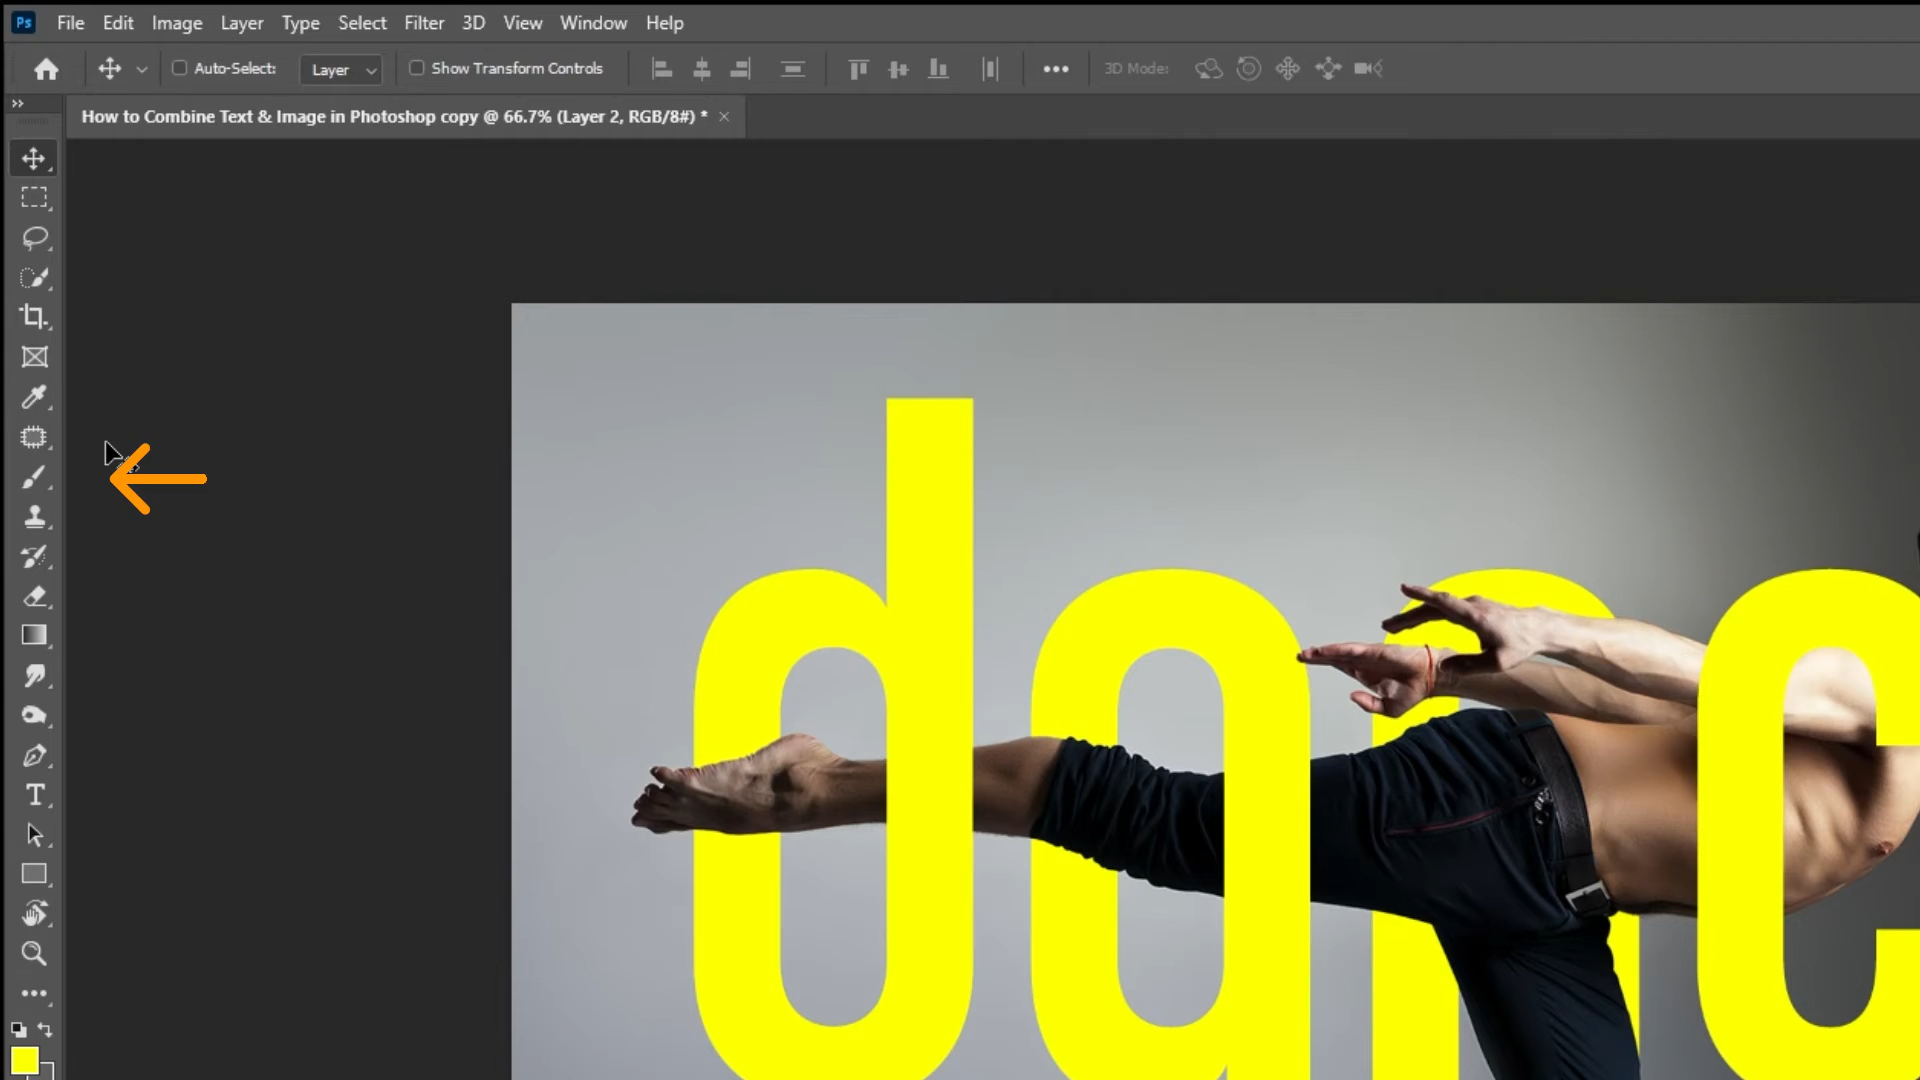 Ps File Edit Image Layer Type Select Filter 3D View Window Help
Auto-Select: Layer Show Transform Controls 3D Mode:
How to Combine Text & Image in Photoshop copy @ 66.7% (Layer 2, RGB/8#) *
danc